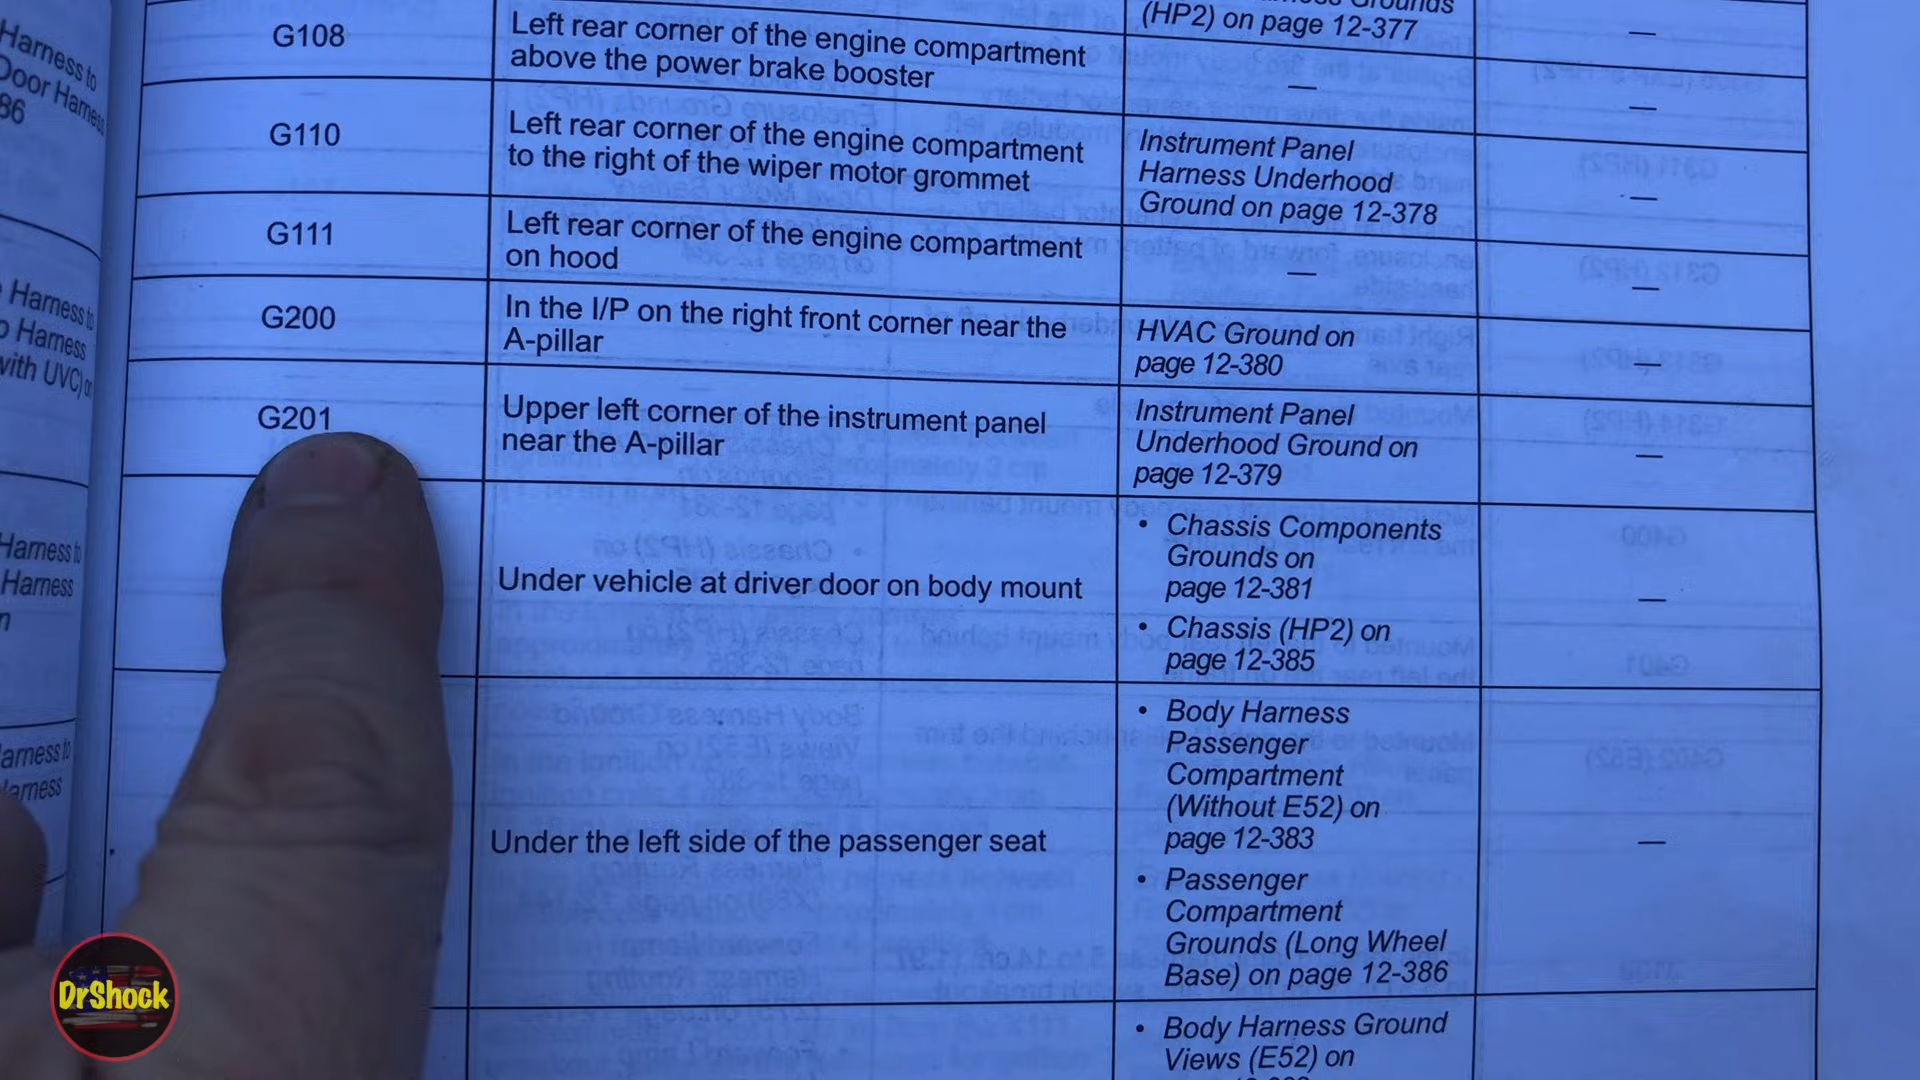 Harness to
Door Harness
86
Harness to
Harness
with UVC) or
Harness to
Harness
Harness
(HP2) on page 12-377
G108
Left rear corner of the engine compartment
above the power brake booster
—
—
—
G110
Left rear corner of the engine compartment
to the right of the wiper motor grommet
Instrument Panel
Harness Underhood
Ground on page 12-378
—
G111
Left rear corner of the engine compartment
on hood
—
—
G200
In the I/P on the right front corner near the
A-pillar
HVAC Ground on
page 12-380
—
G201
Upper left corner of the instrument panel
near the A-pillar
Instrument Panel
Underhood Ground on
page 12-379
—
Under vehicle at driver door on body mount
• Chassis Components
Grounds on
page 12-381
• Chassis (HP2) on
page 12-385
—
Under the left side of the passenger seat
• Body Harness
Passenger
Compartment
(Without E52) on
page 12-383
• Passenger
Compartment
Grounds (Long Wheel
Base) on page 12-386
—
• Body Harness Ground
Views (E52) on
DrShock